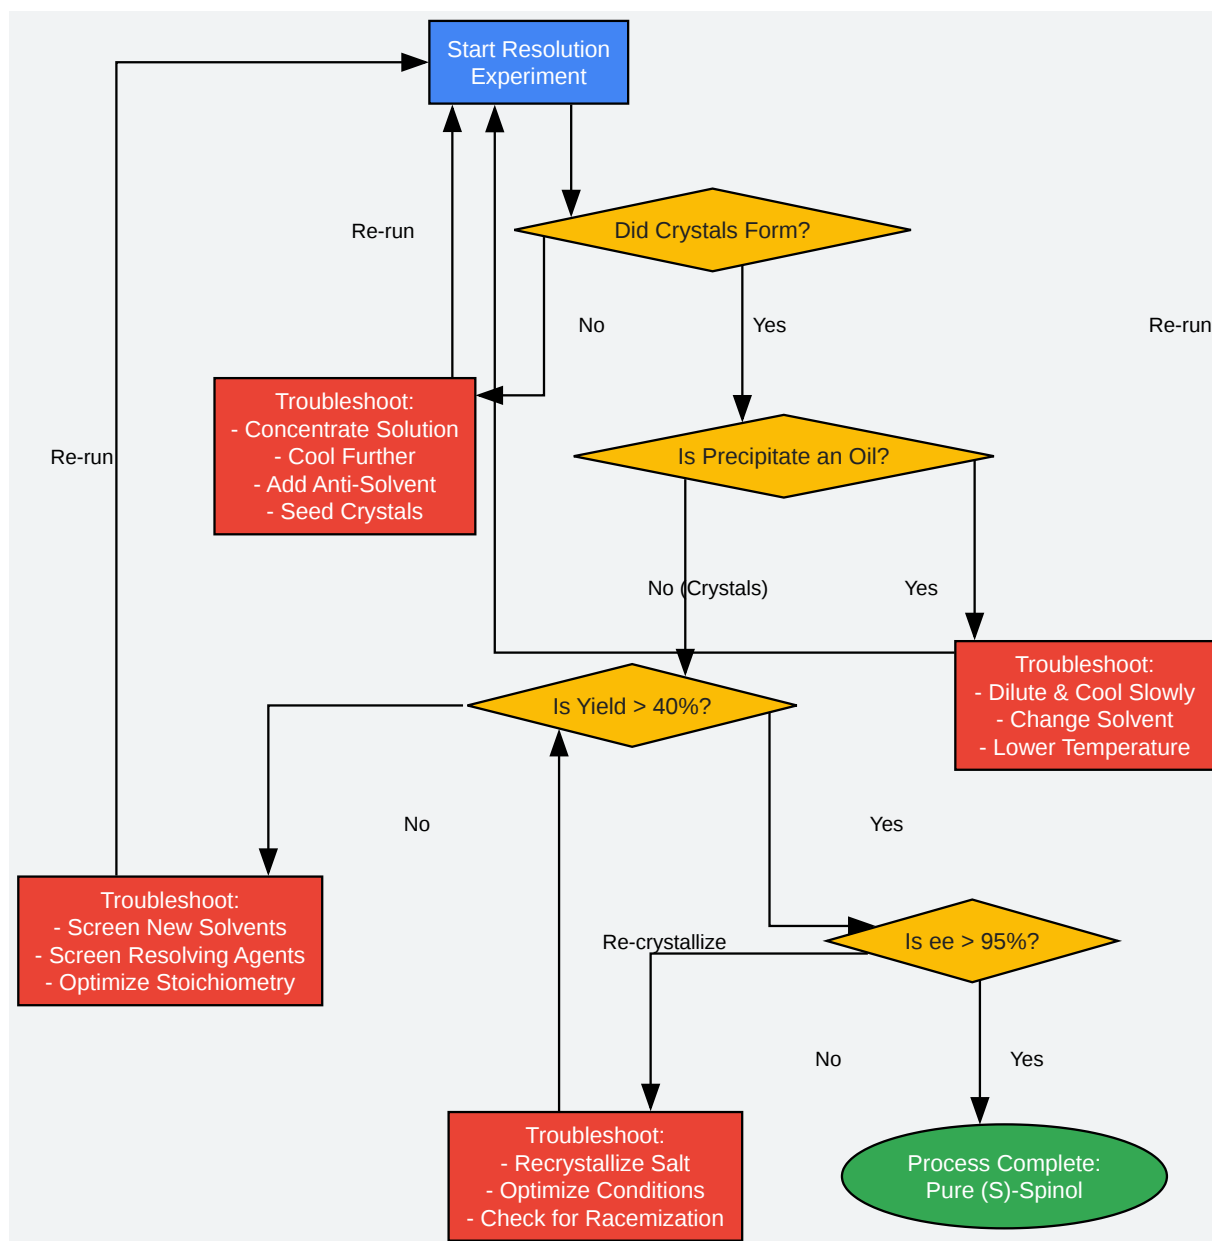 Start Resolution
Experiment
Re-run
Did Crystals Form?
No
Yes
Re-run
Troubleshoot:
- Concentrate Solution
- Cool Further
- Add Anti-Solvent
- Seed Crystals
Re-run
Is Precipitate an Oil?
No (Crystals)
Yes
Troubleshoot:
- Dilute & Cool Slowly
- Change Solvent
- Lower Temperature
Is Yield > 40%?
No
Yes
Troubleshoot:
- Screen New Solvents
- Screen Resolving Agents
- Optimize Stoichiometry
Re-crystallize
Is ee > 95%?
No
Yes
Troubleshoot:
- Recrystallize Salt
- Optimize Conditions
- Check for Racemization
Process Complete:
Pure (S)-Spinol